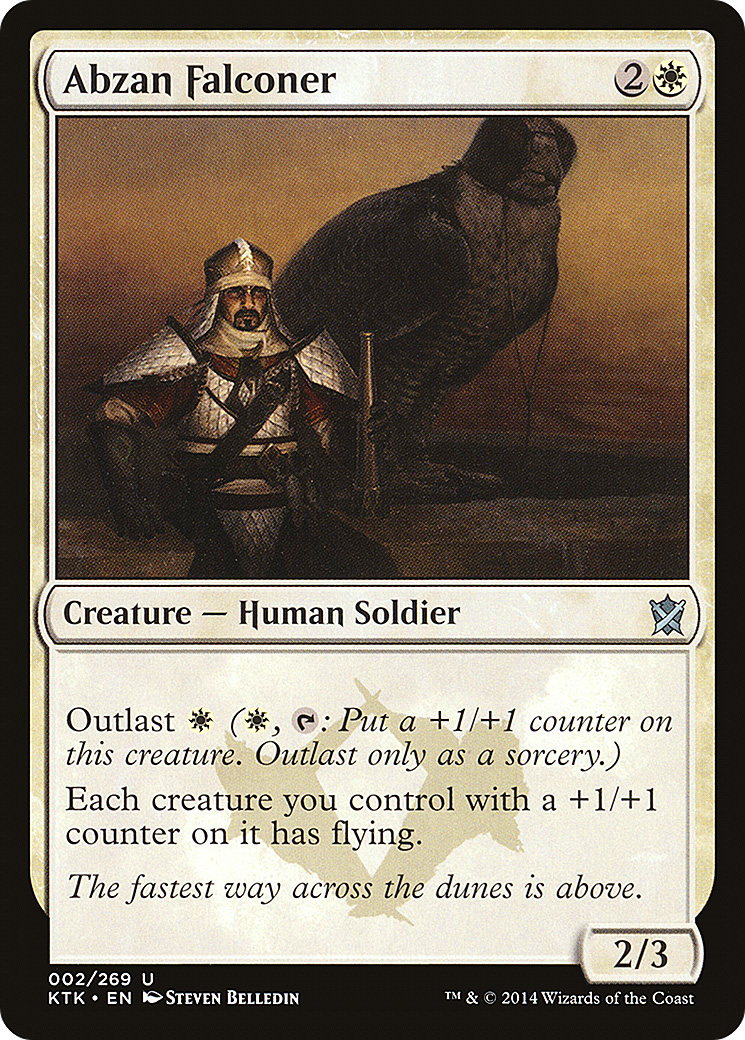 Abzan Falconer 2
Creature — Human Soldier
Outlast (, : Put a +1/+1 counter on
this creature. Outlast only as a sorcery.)
Each creature you control with a +1/+1
counter on it has flying.
The fastest way across the dunes is above.
2/3
002/269 U
KTK • EN Steven Belledin
™ & © 2014 Wizards of the Coast